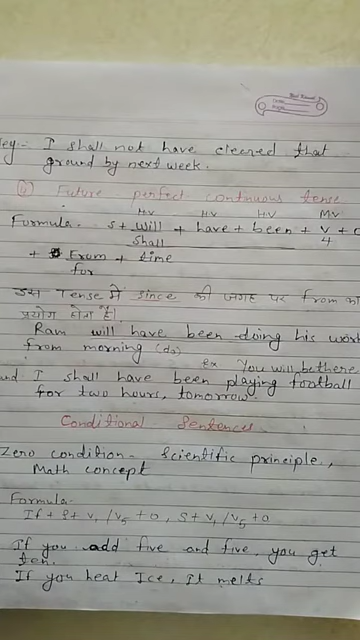 I shall not have cleared that
ground by next week.
(4) Future perfect continuous tense
HV HV HV MV
Formula. S + will + have + been + V + O
shall 4
+ From + time
for
इस Tense में since की जगह पर from का
प्रयोग होता है।
Ram will have been doing his work
from morning (do)
Ex You will be there
I shall have been playing football
for two hours, tomorrow.
Conditional Sentences
Zero condition - Scientific principle,
Math concept
Formula-
If + S + V1/V5 + O, S + V1/V5 + O
If you add five and five, you get
ten.
If you heat Ice, It melts